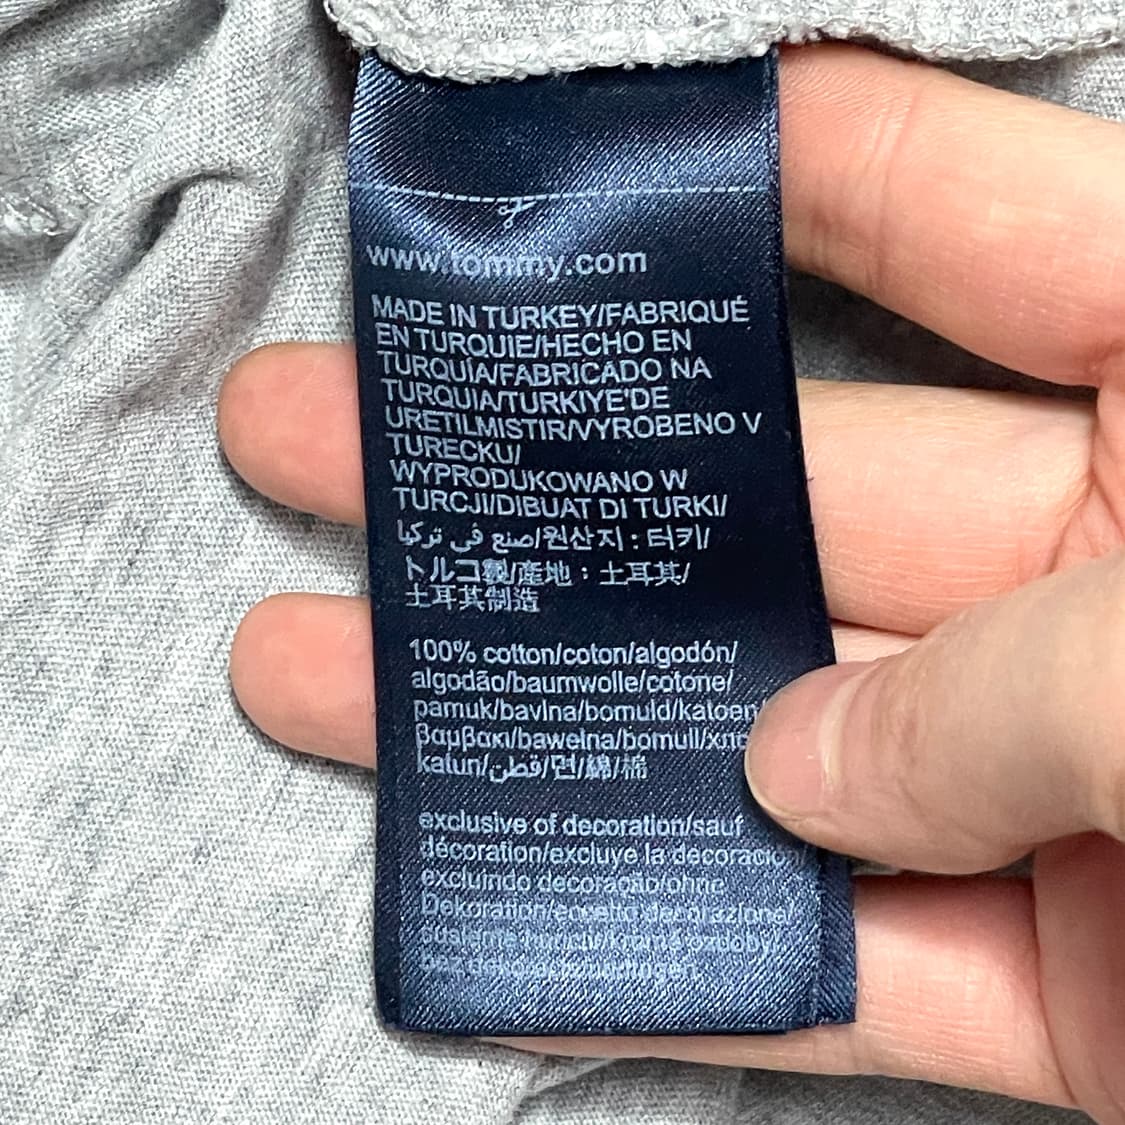 www.tommy.com
MADE IN TURKEY/FABRIQUÉ
EN TURQUIE/HECHO EN
TURQUÍA/FABRICADO NA
TURQUIA/TURKIYE'DE
URETILMISTIR/VYROBENO V
TURECKU/
WYPRODUKOWANO W
TURCJI/DIBUAT DI TURKI/
صنع في تركيا/원산지 : 터키/
トルコ製/產地：土耳其/
土耳其制造
100% cotton/coton/algodón/
algodão/baumwolle/cotone/
pamuk/bavlna/bomuld/katoen
βαμβακι/bawelna/bomull/
katun/قطن/면/綿/棉
exclusive of decoration/sauf
décoration/excluye la decoracion/
excluindo decoração/ohne
Dekoration/eccetto decorazione/